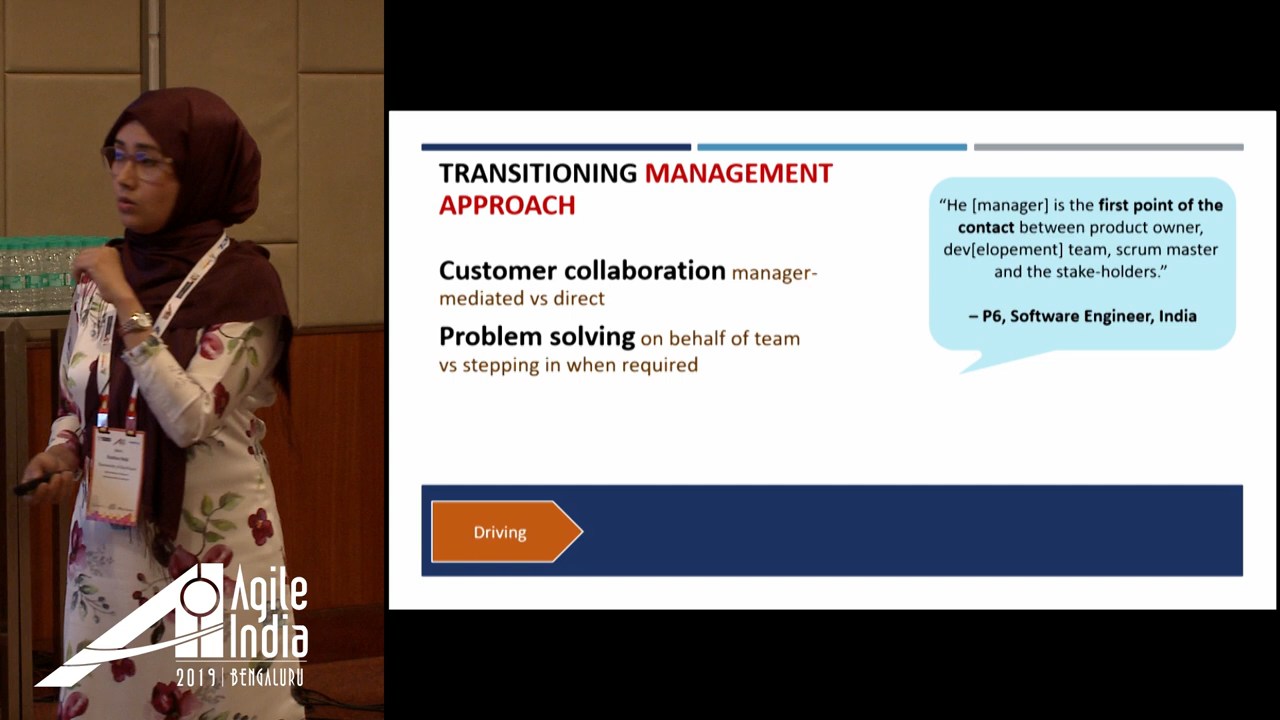 TRANSITIONING MANAGEMENT
APPROACH
Customer collaboration manager-
mediated vs direct
Problem solving on behalf of team
vs stepping in when required
“He [manager] is the first point of the
contact between product owner,
dev[elopement] team, scrum master
and the stake-holders.”
– P6, Software Engineer, India
Driving
Agile
India
2019 | BENGALURU